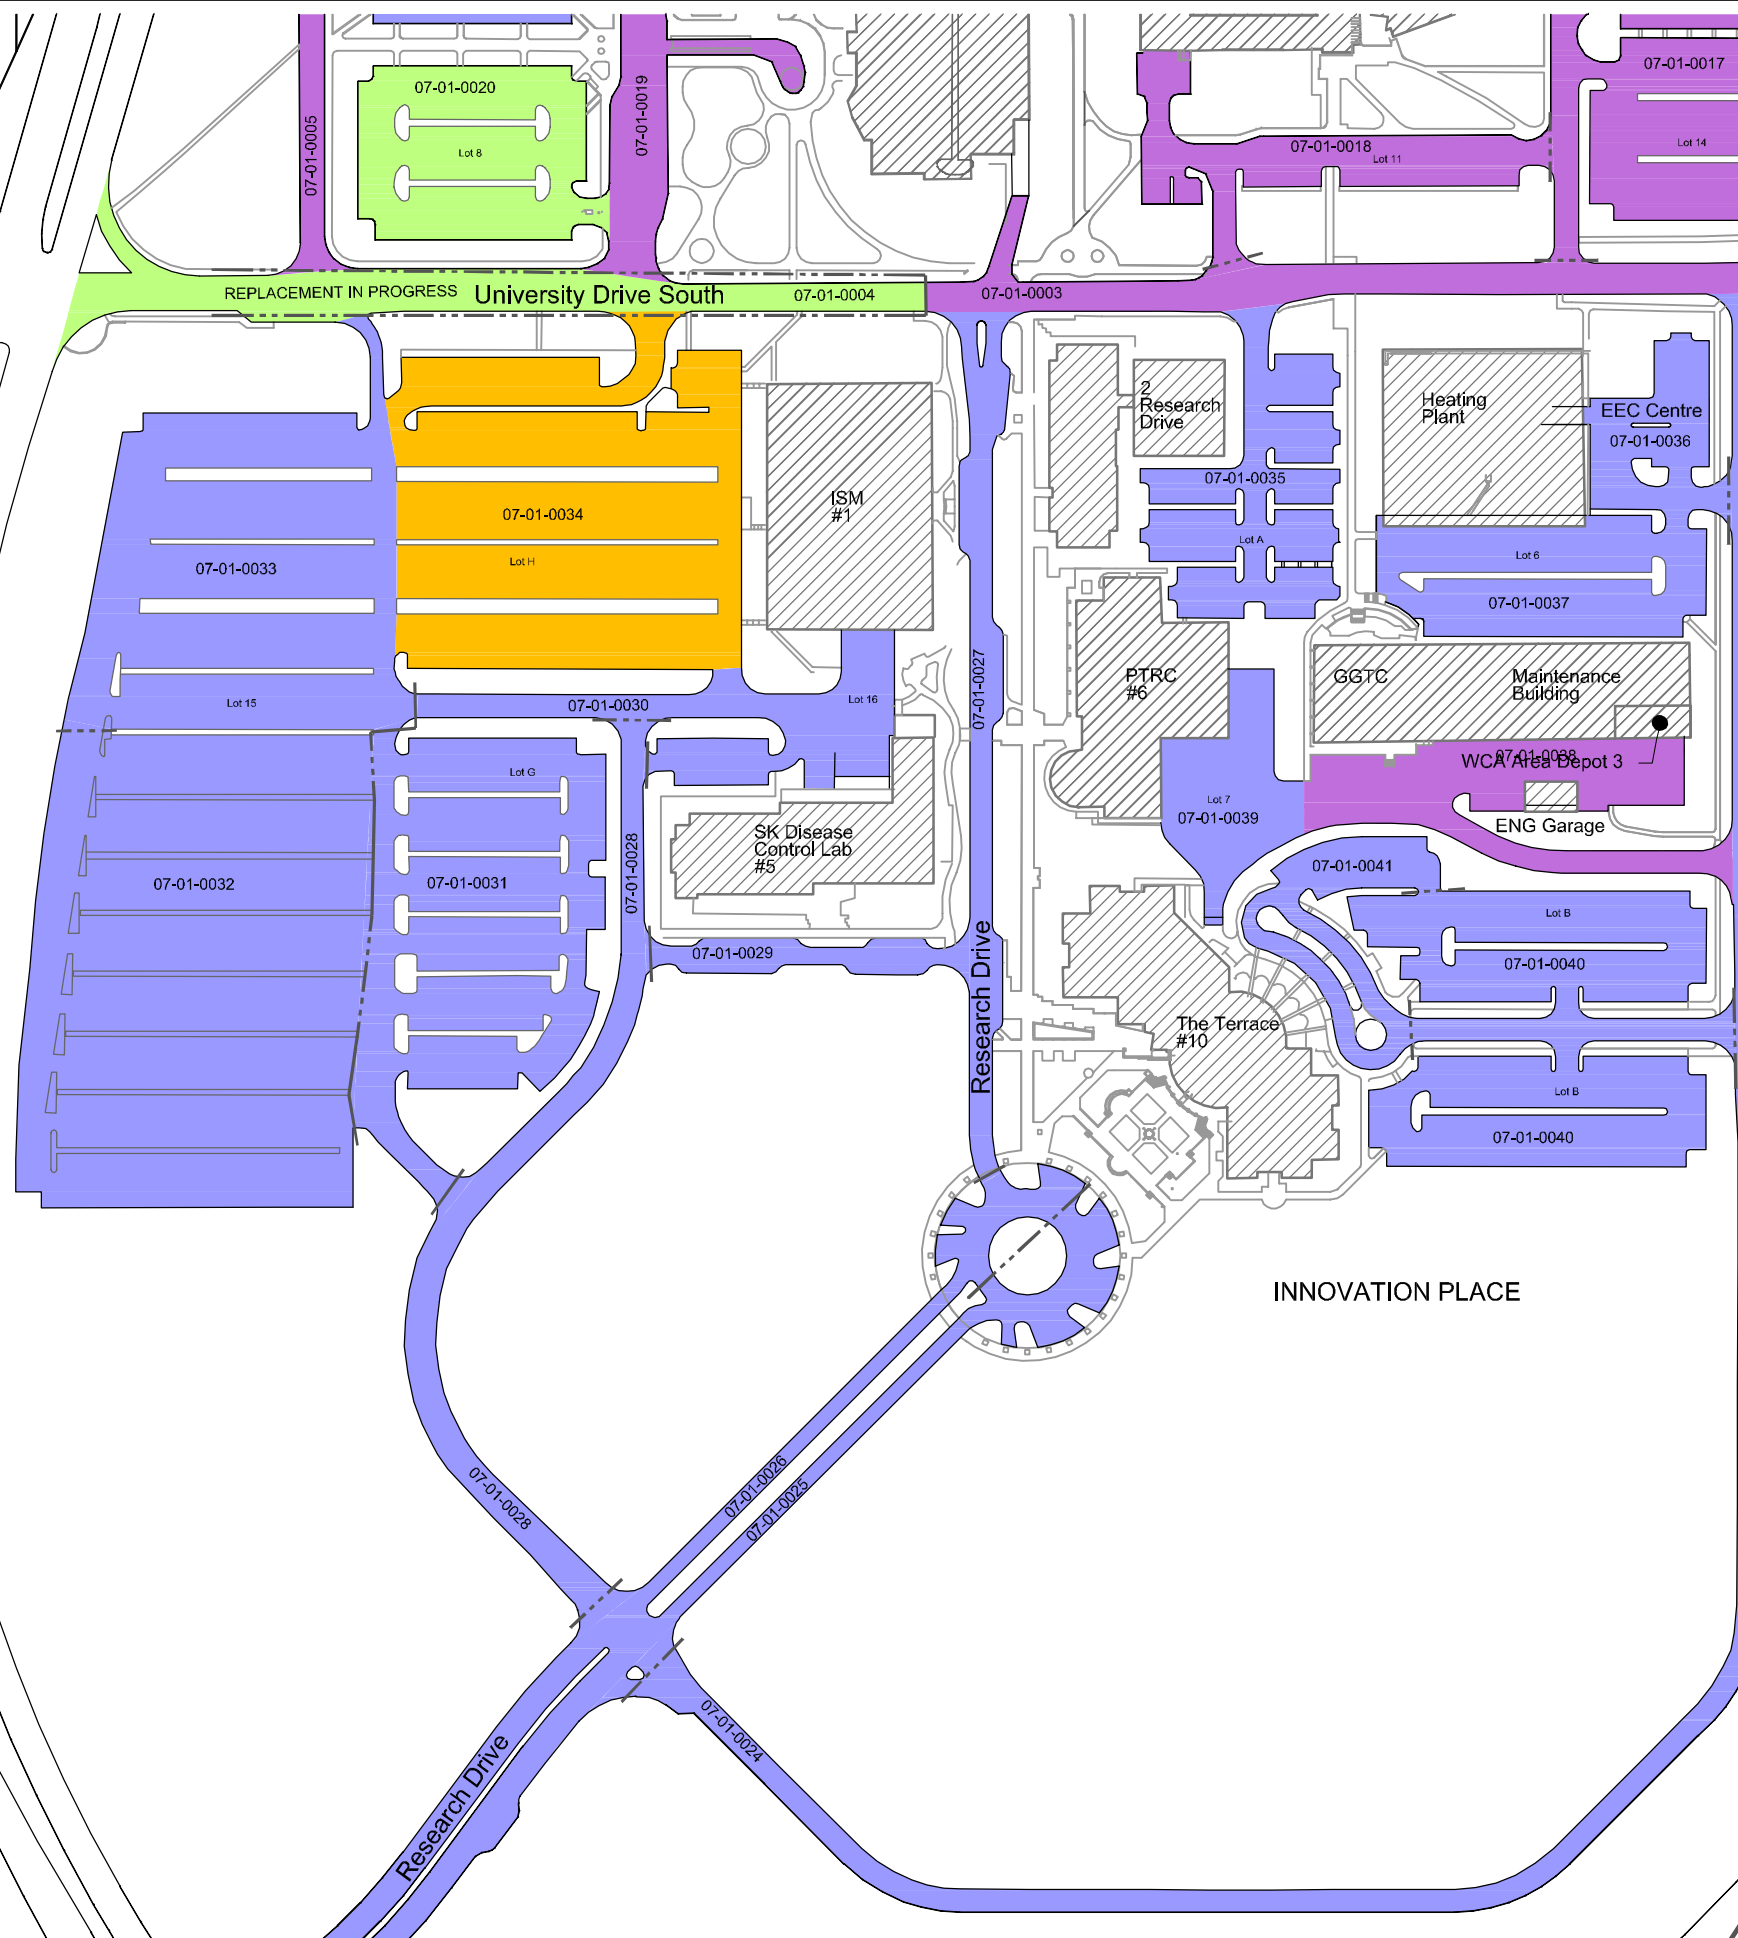 07-01-0017
07-01-0020
07-01-0019
07-01-0005
Lot 8
07-01-0018
Lot 11
Lot 14
REPLACEMENT IN PROGRESS
University Drive South
07-01-0004
07-01-0003
2
Research
Drive
Heating
Plant
EEC Centre
07-01-0036
07-01-0035
ISM
#1
07-01-0034
Lot A
Lot H
Lot 6
07-01-0033
07-01-0037
07-01-0027
PTRC
#6
GGTC
Maintenance
Building
Lot 15
07-01-0030
Lot 16
07-01-0038
WCA Area Depot 3
Lot G
Lot 7
07-01-0039
ENG Garage
SK Disease
Control Lab
#5
07-01-0028
07-01-0041
07-01-0032
07-01-0031
Lot B
07-01-0029
07-01-0040
Research Drive
The Terrace
#10
Lot B
07-01-0040
INNOVATION PLACE
07-01-0028
07-01-0026
07-01-0025
07-01-0024
Research Drive